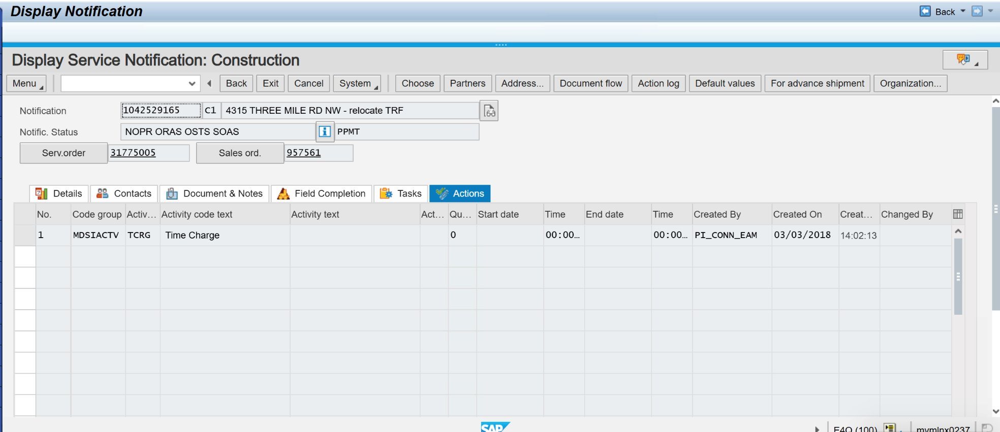 Display Notification
Back
Display Service Notification: Construction
Menu Back Exit Cancel System Choose Partners Address... Document flow Action log Default values For advance shipment Organization...
Notification 1042529165 C1 4315 THREE MILE RD NW - relocate TRF
Notific. Status NOPR ORAS OSTS SOAS PPMT
Serv.order 31775005 Sales ord. 957561
Details Contacts Document & Notes Field Completion Tasks Actions
No. Code group Activ... Activity code text Activity text Act... Qu... Start date Time End date Time Created By Created On Creat... Changed By
1 MDSIACTV TCRG Time Charge 0 00:00... 00:00... PI_CONN_EAM 03/03/2018 14:02:13
SAP E4Q (100) mvmlnx0237